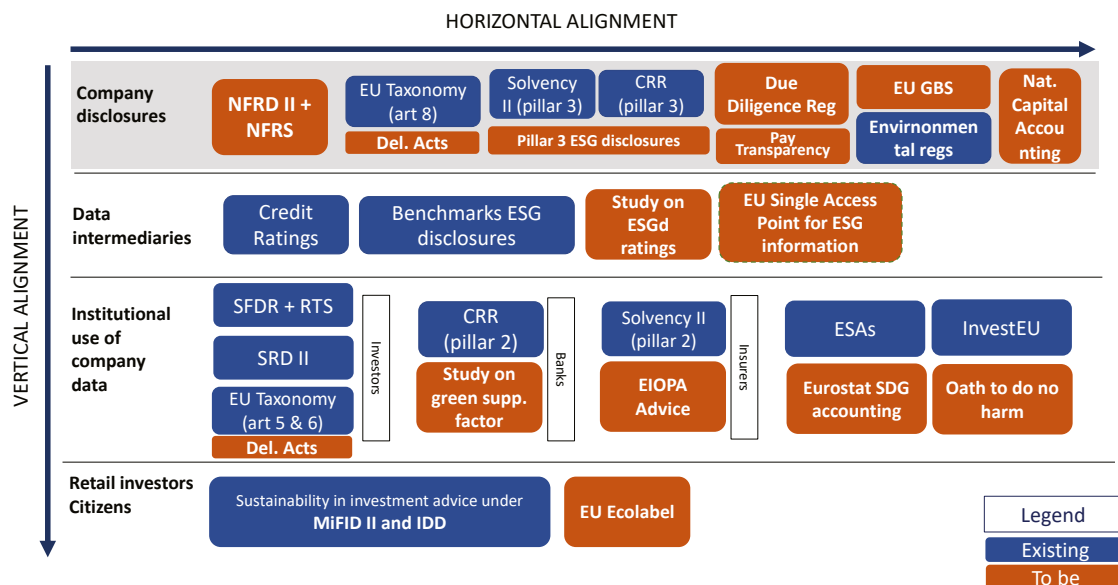 HORIZONTAL ALIGNMENT
VERTICAL ALIGNMENT
Company
disclosures
NFRD II +
NFRS
EU Taxonomy
(art 8)
Del. Acts
Solvency
II (pillar 3)
CRR
(pillar 3)
Pillar 3 ESG disclosures
Due
Diligence Reg
Pay
Transparency
EU GBS
Envirnonmen
tal regs
Nat.
Capital
Accou
nting
Data
intermediaries
Credit
Ratings
Benchmarks ESG
disclosures
Study on
ESGd
ratings
EU Single Access
Point for ESG
information
Institutional
use of
company
data
SFDR + RTS
SRD II
EU Taxonomy
(art 5 & 6)
Del. Acts
Investors
CRR
(pillar 2)
Study on
green supp.
factor
Banks
Solvency II
(pillar 2)
EIOPA
Advice
Insurers
ESAs
Eurostat SDG
accounting
InvestEU
Oath to do no
harm
Retail investors
Citizens
Sustainability in investment advice under
MiFID II and IDD
EU Ecolabel
Legend
Existing
To be